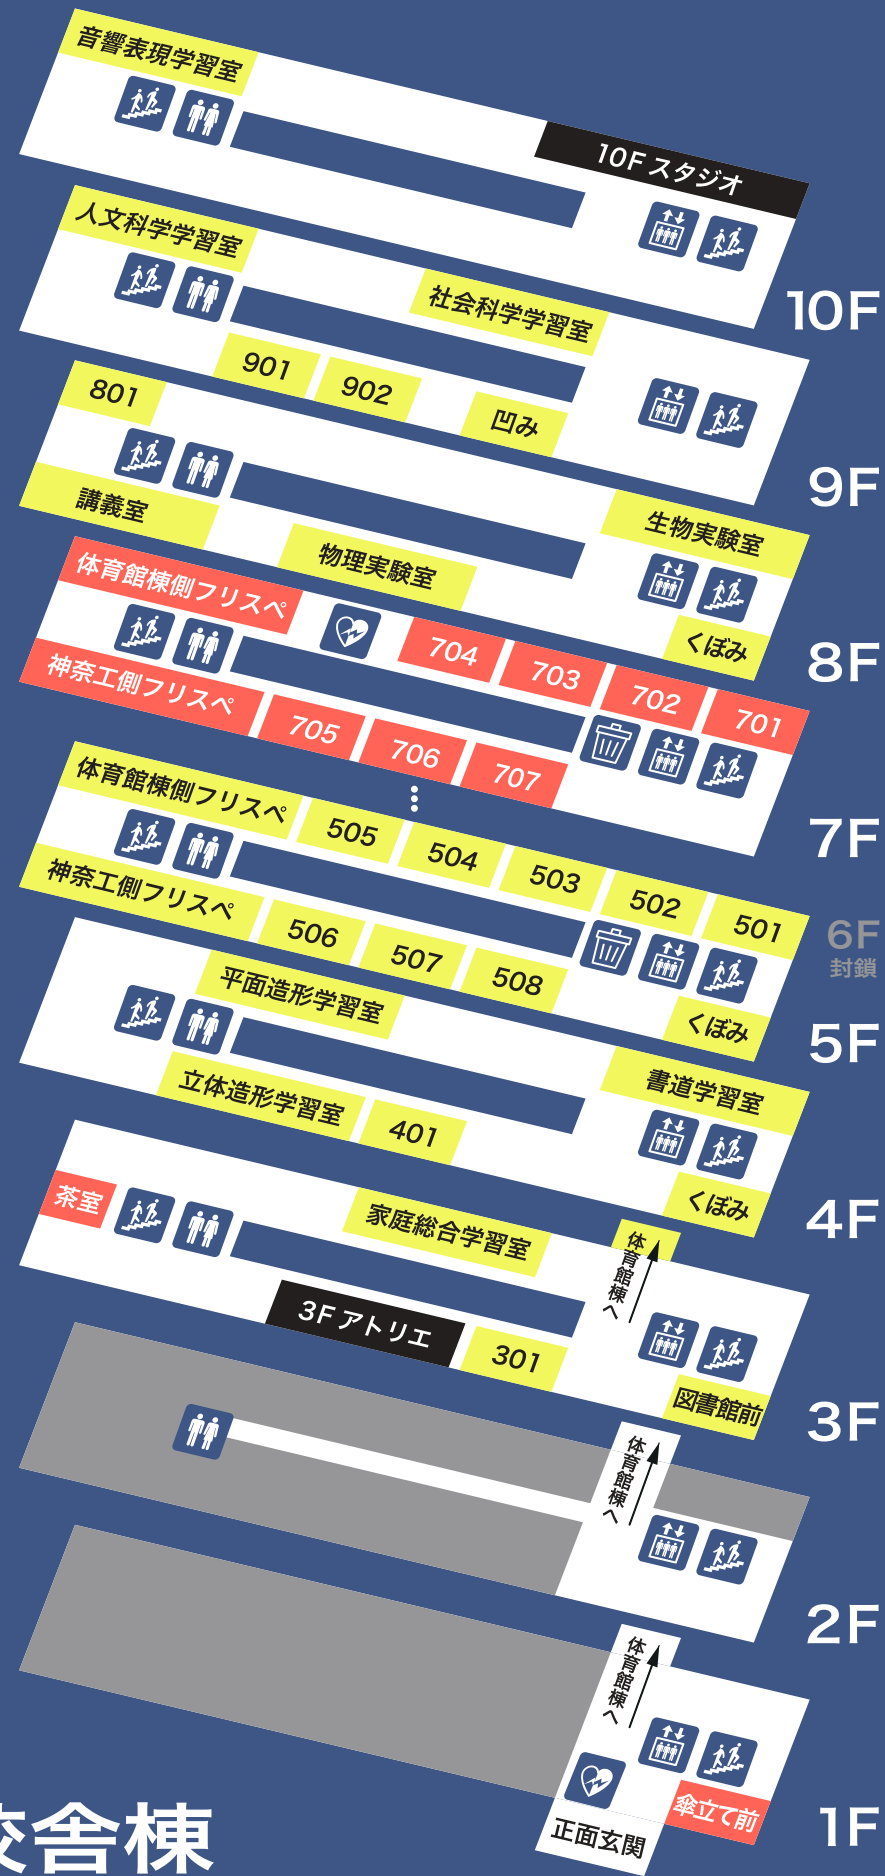 音響表現学習室
10F スタジオ
10F
人文科学学習室
社会科学学習室
901
902
凹み
9F
801
講義室
物理実験室
生物実験室
くぼみ
8F
体育館棟側フリスペ
704
703
702
701
神奈工側フリスペ
705
706
707
7F
6F
封鎖
体育館棟側フリスペ
505
504
503
502
501
神奈工側フリスペ
506
507
508
くぼみ
5F
平面造形学習室
立体造形学習室
401
書道学習室
くぼみ
4F
茶室
家庭総合学習室
体育館棟へ
3F アトリエ
301
図書館前
3F
体育館棟へ
2F
体育館棟へ
正面玄関
傘立て前
1F
校舎棟